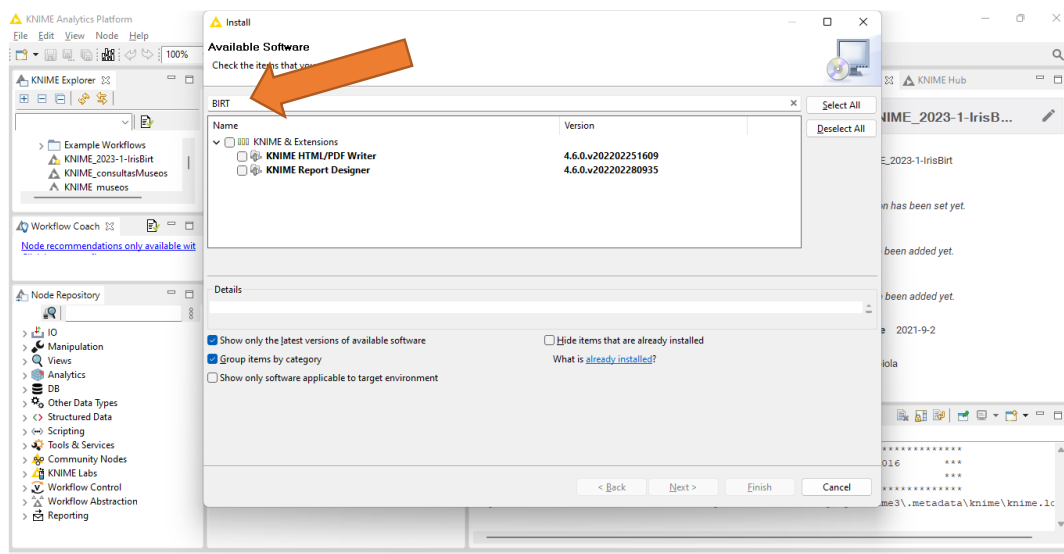 KNIME Analytics Platform
File Edit View Node Help
100%
KNIME Explorer
Example Workflows
KNIME_2023-1-IrisBirt
KNIME_consultasMuseos
KNIME museos
Workflow Coach
Node recommendations only available wit
Node Repository
IO
Manipulation
Views
Analytics
DB
Other Data Types
Structured Data
Scripting
Tools & Services
Community Nodes
KNIME Labs
Workflow Control
Workflow Abstraction
Reporting
Install
Available Software
Check the items that you
BIRT
Select All
Deselect All
Name Version
KNIME & Extensions
KNIME HTML/PDF Writer 4.6.0.v202202251609
KNIME Report Designer 4.6.0.v202202280935
Details
Show only the latest versions of available software
Hide items that are already installed
Group items by category
What is already installed?
Show only software applicable to target environment
< Back Next > Finish Cancel
KNIME Hub
NIME_2023-1-IrisB...
E_2023-1-IrisBirt
n has been set yet.
been added yet.
been added yet.
e 2021-9-2
iola
**************
016 ***
***
**************
me3\.metadata\knime\knime.lo